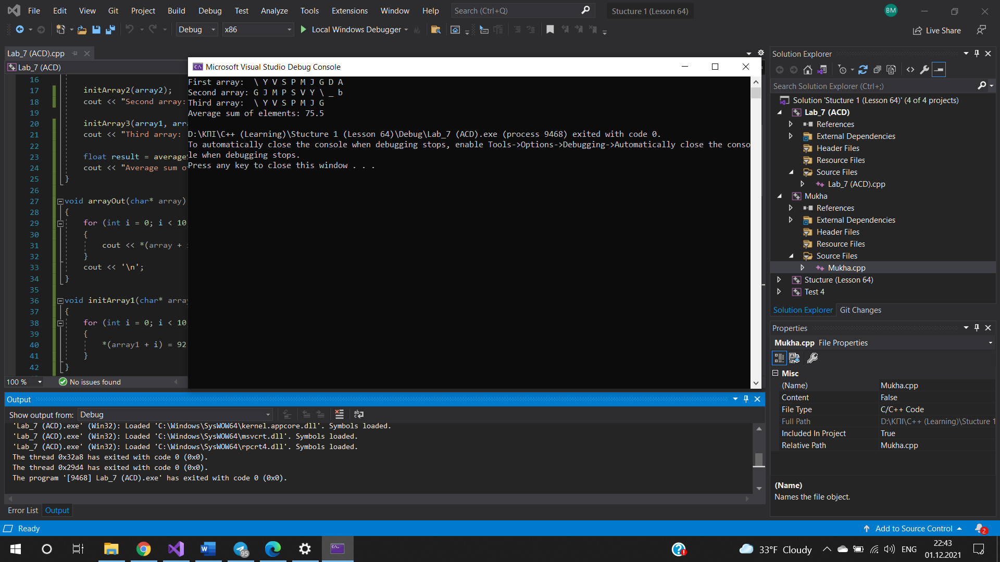 File Edit View Git Project Build Debug Test Analyze Tools Extensions Window Help Search (Ctrl+Q) Stucture 1 (Lesson 64) BM
Debug x86 Local Windows Debugger Live Share
Lab_7 (ACD).cpp
Lab_7 (ACD)
16
17 initArray2(array2);
18 cout << "Second array:
19
20 initArray3(array1, arr
21 cout << "Third array:
22
23 float result = average
24 cout << "Average sum o
25 }
26
27 void arrayOut(char* array)
28 {
29 for (int i = 0; i < 10
30 {
31 cout << *(array +
32 }
33 cout << '\n';
34 }
35
36 void initArray1(char* array
37 {
38 for (int i = 0; i < 10
39 {
40 *(array1 + i) = 92
41 }
42 }
100 % No issues found
Microsoft Visual Studio Debug Console
First array:  \ Y V S P M J G D A
Second array: G J M P S V Y \ _ b
Third array:  \ Y V S P M J G
Average sum of elements: 75.5
D:\КПІ\C++ (Learning)\Stucture 1 (Lesson 64)\Debug\Lab_7 (ACD).exe (process 9468) exited with code 0.
To automatically close the console when debugging stops, enable Tools->Options->Debugging->Automatically close the conso
le when debugging stops.
Press any key to close this window . . .
Output
Show output from: Debug
'Lab_7 (ACD).exe' (Win32): Loaded 'C:\Windows\SysWOW64\kernel.appcore.dll'. Symbols loaded.
'Lab_7 (ACD).exe' (Win32): Loaded 'C:\Windows\SysWOW64\msvcrt.dll'. Symbols loaded.
'Lab_7 (ACD).exe' (Win32): Loaded 'C:\Windows\SysWOW64\rpcrt4.dll'. Symbols loaded.
The thread 0x32a8 has exited with code 0 (0x0).
The thread 0x29d4 has exited with code 0 (0x0).
The program '[9468] Lab_7 (ACD).exe' has exited with code 0 (0x0).
Error List Output
Solution Explorer
Search Solution Explorer (Ctrl+;)
Solution 'Stucture 1 (Lesson 64)' (4 of 4 projects)
Lab_7 (ACD)
References
External Dependencies
Header Files
Resource Files
Source Files
Lab_7 (ACD).cpp
Mukha
References
External Dependencies
Header Files
Resource Files
Source Files
Mukha.cpp
Stucture (Lesson 64)
Test 4
Solution Explorer Git Changes
Properties
Mukha.cpp File Properties
Misc
(Name) Mukha.cpp
Content False
File Type C/C++ Code
Full Path D:\КПІ\C++ (Learning)\Stucture 1
Included In Project True
Relative Path Mukha.cpp
(Name)
Names the file object.
Ready Add to Source Control 2
95 33°F Cloudy ENG 22:43
01.12.2021